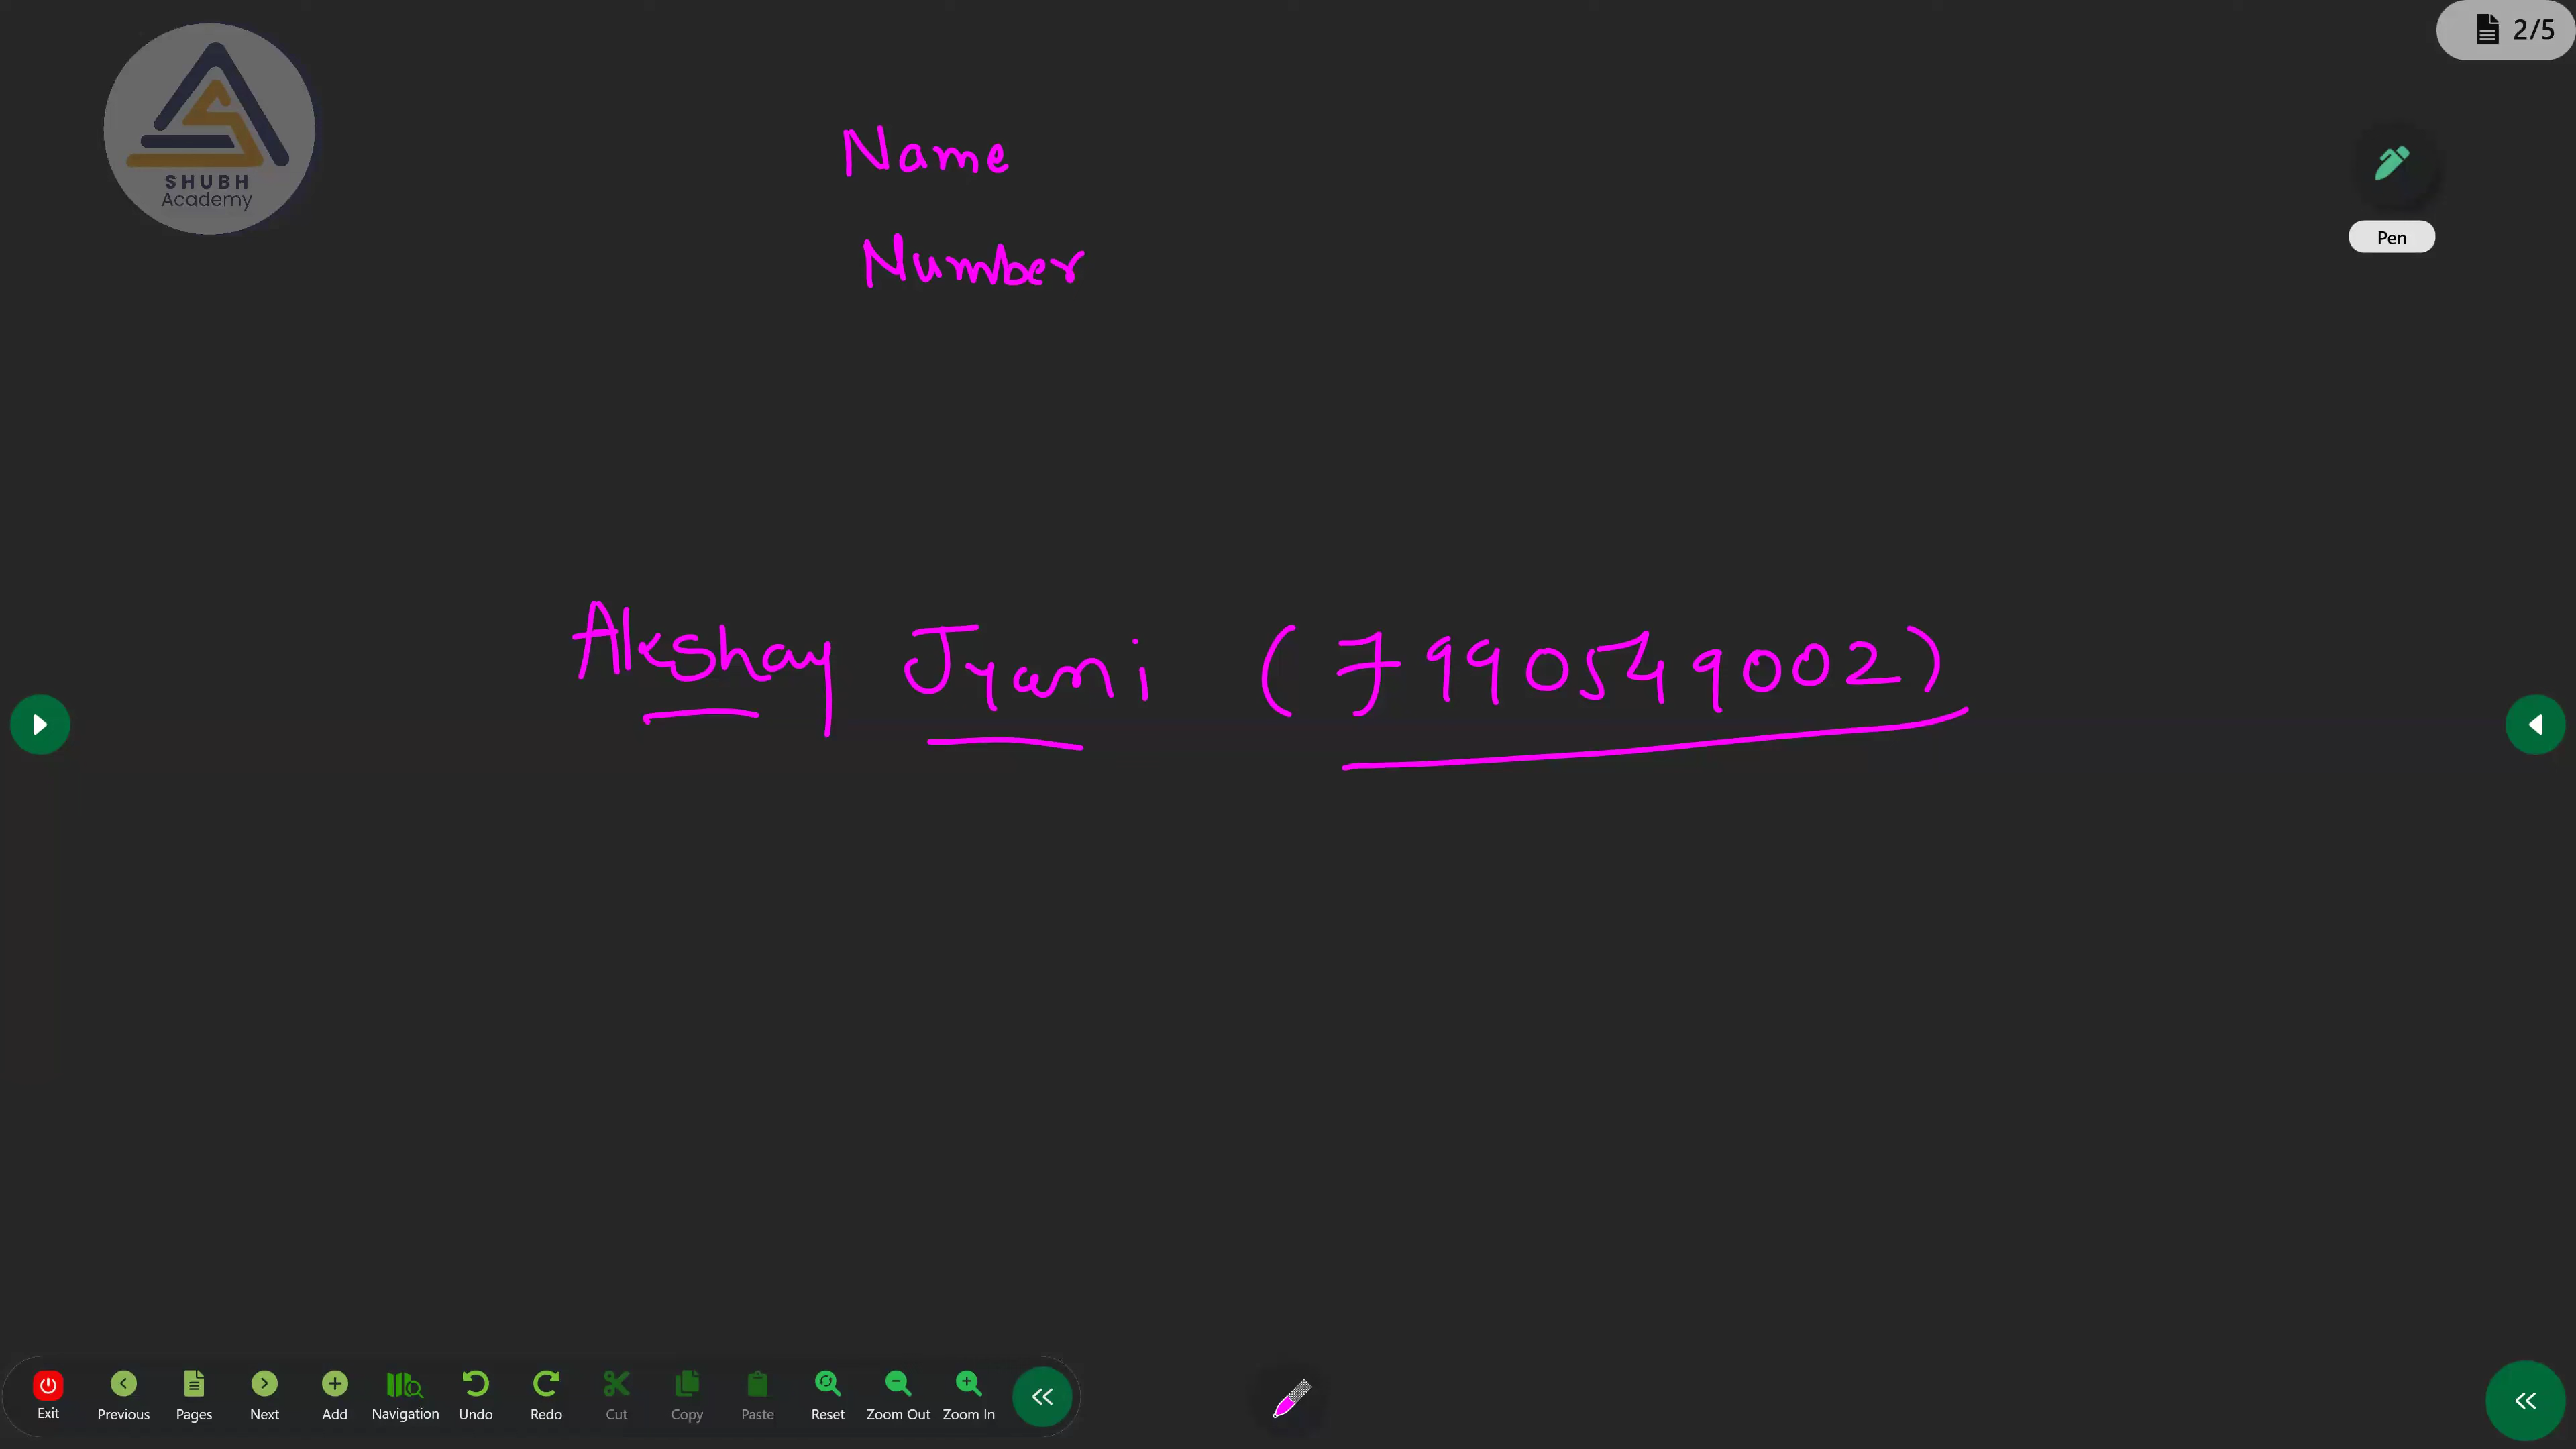 SHUBH
Academy
2/5
Pen
Name
Number
Akshay Jyani (7990549002)
Exit Previous Pages Next Add Navigation Undo Redo Cut Copy Paste Reset Zoom Out Zoom In